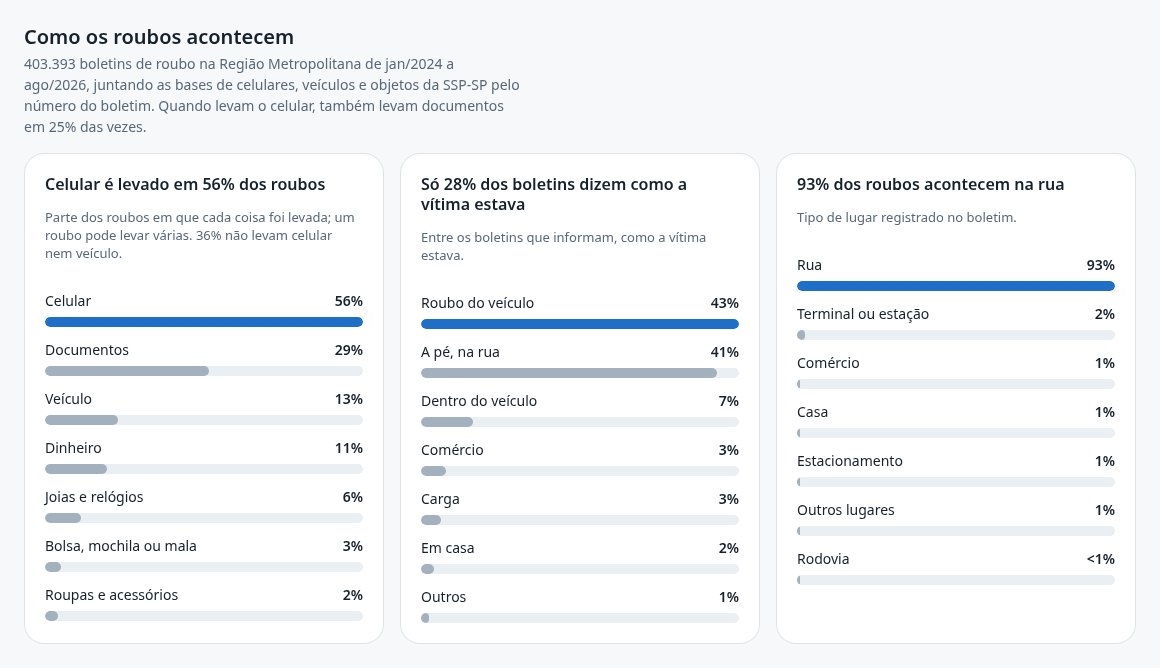 Como os roubos acontecem
403.393 boletins de roubo na Região Metropolitana de jan/2024 a
ago/2026, juntando as bases de celulares, veículos e objetos da SSP-SP pelo
número do boletim. Quando levam o celular, também levam documentos
em 25% das vezes.
Celular é levado em 56% dos roubos
Parte dos roubos em que cada coisa foi levada; um
roubo pode levar várias. 36% não levam celular
nem veículo.
Celular 56%
Documentos 29%
Veículo 13%
Dinheiro 11%
Joias e relógios 6%
Bolsa, mochila ou mala 3%
Roupas e acessórios 2%
Só 28% dos boletins dizem como a
vítima estava
Entre os boletins que informam, como a vítima
estava.
Roubo do veículo 43%
A pé, na rua 41%
Dentro do veículo 7%
Comércio 3%
Carga 3%
Em casa 2%
Outros 1%
93% dos roubos acontecem na rua
Tipo de lugar registrado no boletim.
Rua 93%
Terminal ou estação 2%
Comércio 1%
Casa 1%
Estacionamento 1%
Outros lugares 1%
Rodovia <1%